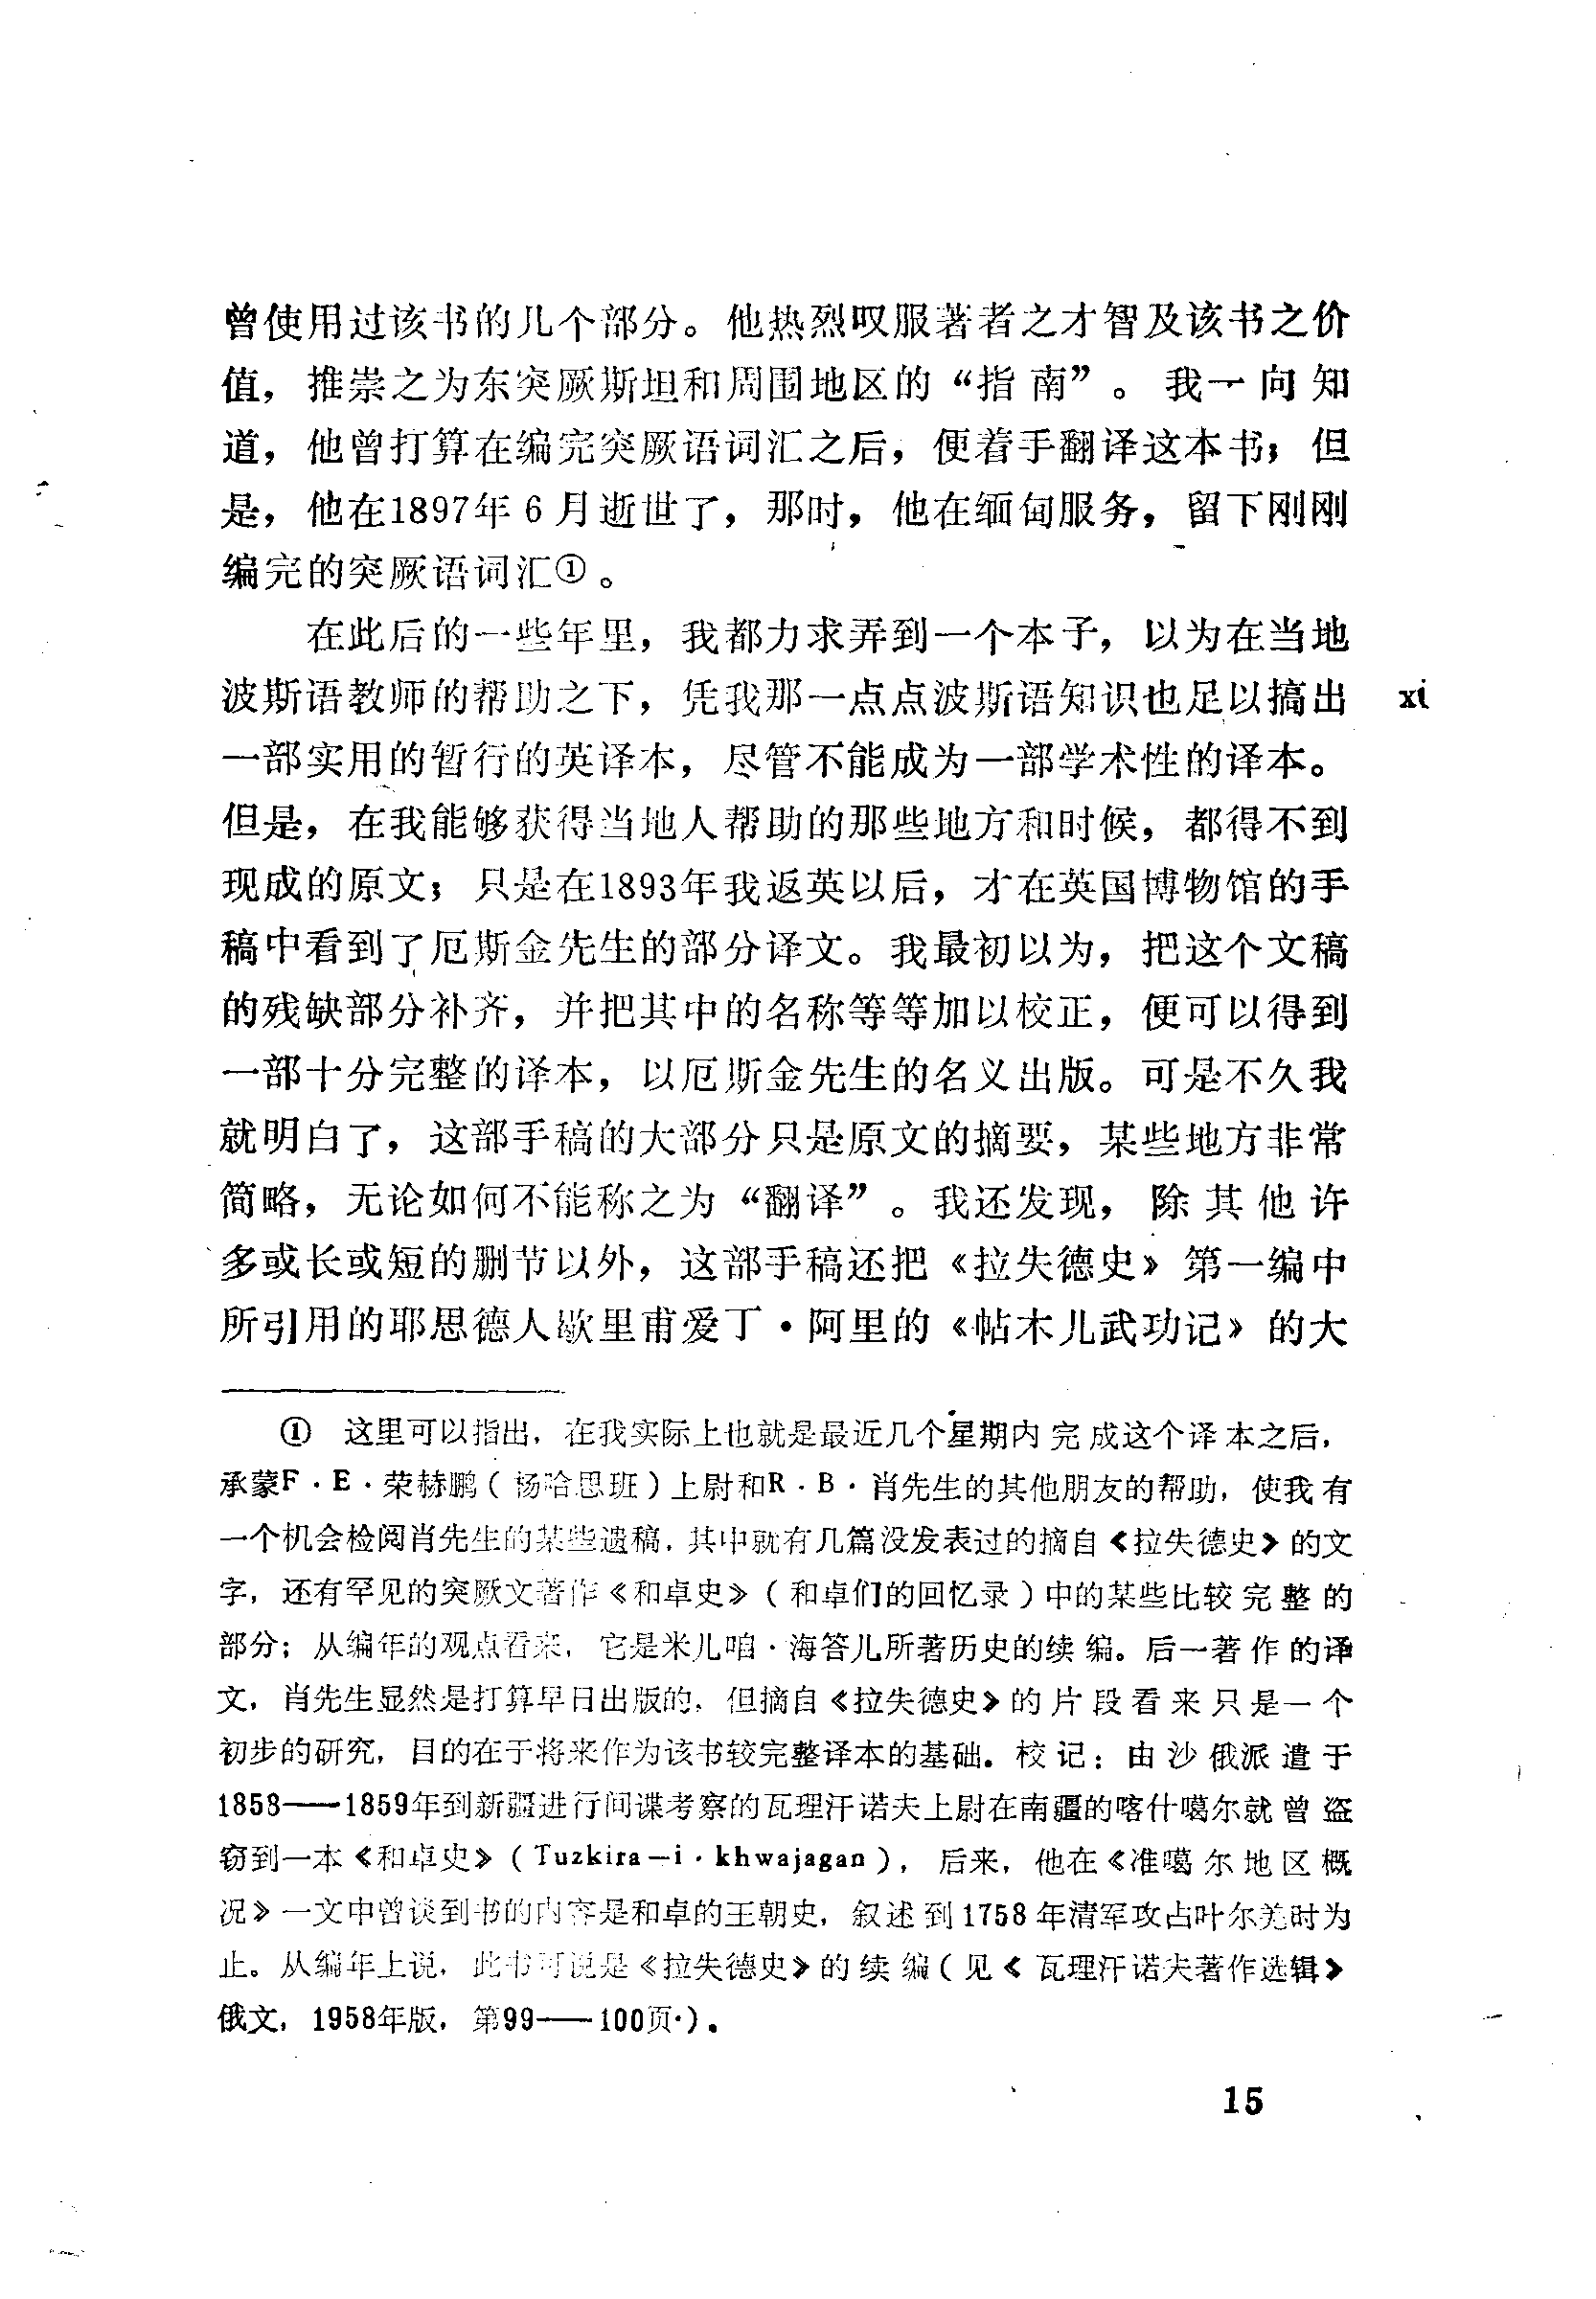 曾使用过该书的几个部分。他热烈叹服著者之才智及该书之价
值，推崇之为东突厥斯坦和周围地区的“指南”。我一向知
道，他曾打算在编完突厥语词汇之后，便着手翻译这本书；但
是，他在1897年6月逝世了，那时，他在缅甸服务，留下刚刚
编完的突厥语词汇①。
在此后的一些年里，我都力求弄到一个本子，以为在当地
波斯语教师的帮助之下，凭我那一点点波斯语知识也足以搞出 xi
一部实用的暂行的英译本，尽管不能成为一部学术性的译本。
但是，在我能够获得当地人帮助的那些地方和时候，都得不到
现成的原文；只是在1893年我返英以后，才在英国博物馆的手
稿中看到了厄斯金先生的部分译文。我最初以为，把这个文稿
的残缺部分补齐，并把其中的名称等等加以校正，便可以得到
一部十分完整的译本，以厄斯金先生的名义出版。可是不久我
就明白了，这部手稿的大部分只是原文的摘要，某些地方非常
简略，无论如何不能称之为“翻译”。我还发现，除其他许
多或长或短的删节以外，这部手稿还把《拉失德史》第一编中
所引用的耶思德人歇里甫爱丁·阿里的《帖木儿武功记》的大
① 这里可以指出，在我实际上也就是最近几个星期内完成这个译本之后，
承蒙F·E·荣赫鹏（杨哈思班）上尉和R·B·肖先生的其他朋友的帮助，使我有
一个机会检阅肖先生的某些遗稿，其中就有几篇没发表过的摘自《拉失德史》的文
字，还有罕见的突厥文著作《和卓史》（和卓们的回忆录）中的某些比较完整的
部分；从编年的观点看来，它是米儿咱·海答儿所著历史的续编。后一著作的译
文，肖先生显然是打算早日出版的，但摘自《拉失德史》的片段看来只是一个
初步的研究，目的在于将来作为该书较完整译本的基础。校记：由沙俄派遣于
1858——1859年到新疆进行间谍考察的瓦理汗诺夫上尉在南疆的喀什噶尔就曾盗
窃到一本《和卓史》（Tuzkira—i·khwajagan），后来，他在《准噶尔地区概
况》一文中曾谈到书的内容是和卓的王朝史，叙述到1758年清军攻占叶尔羌时为
止。从编年上说，此书可说是《拉失德史》的续编（见《瓦理汗诺夫著作选辑》
俄文，1958年版，第99——100页·）。
15